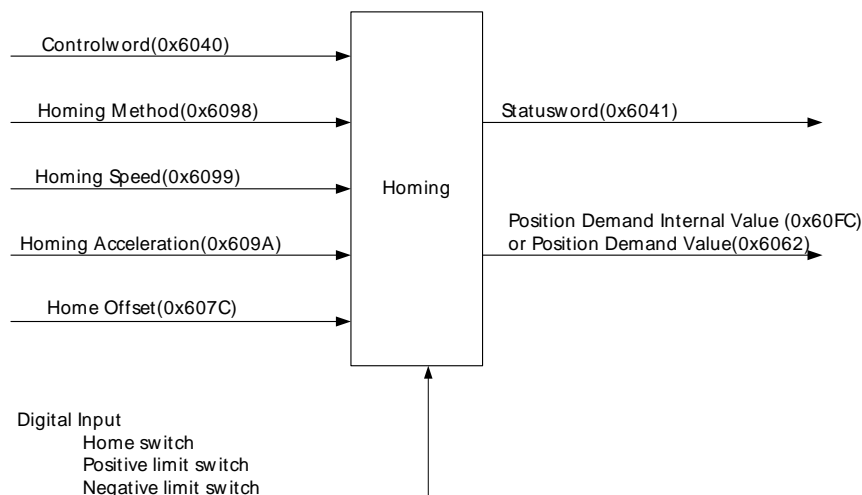 Controlword(0x6040)
Homing Method(0x6098)
Statusword(0x6041)
Homing Speed(0x6099)
Homing
Position Demand Internal Value (0x60FC)
or Position Demand Value(0x6062)
Homing Acceleration(0x609A)
Home Offset(0x607C)
Digital Input
Home switch
Positive limit switch
Negative limit switch